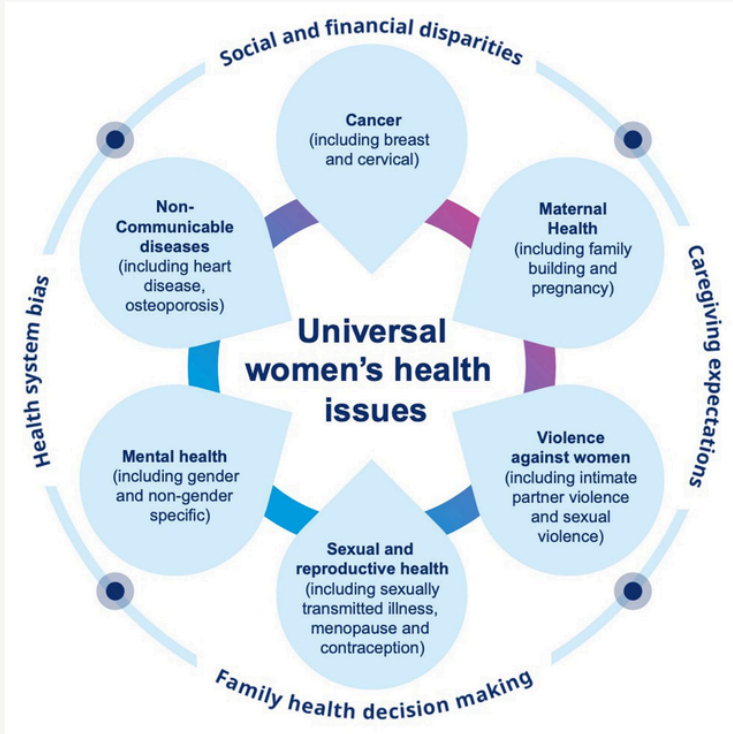 Social and financial disparities
Cancer
(including breast
and cervical)
Maternal
Health
(including family
building and
pregnancy)
Caregiving expectations
Violence
against women
(including intimate
partner violence
and sexual
violence)
Sexual and
reproductive health
(including sexually
transmitted illness,
menopause and
contraception)
Family health decision making
Mental health
(including gender
and non-gender
specific)
Health system bias
Non-
Communicable
diseases
(including heart
disease,
osteoporosis)
Universal
women’s health
issues